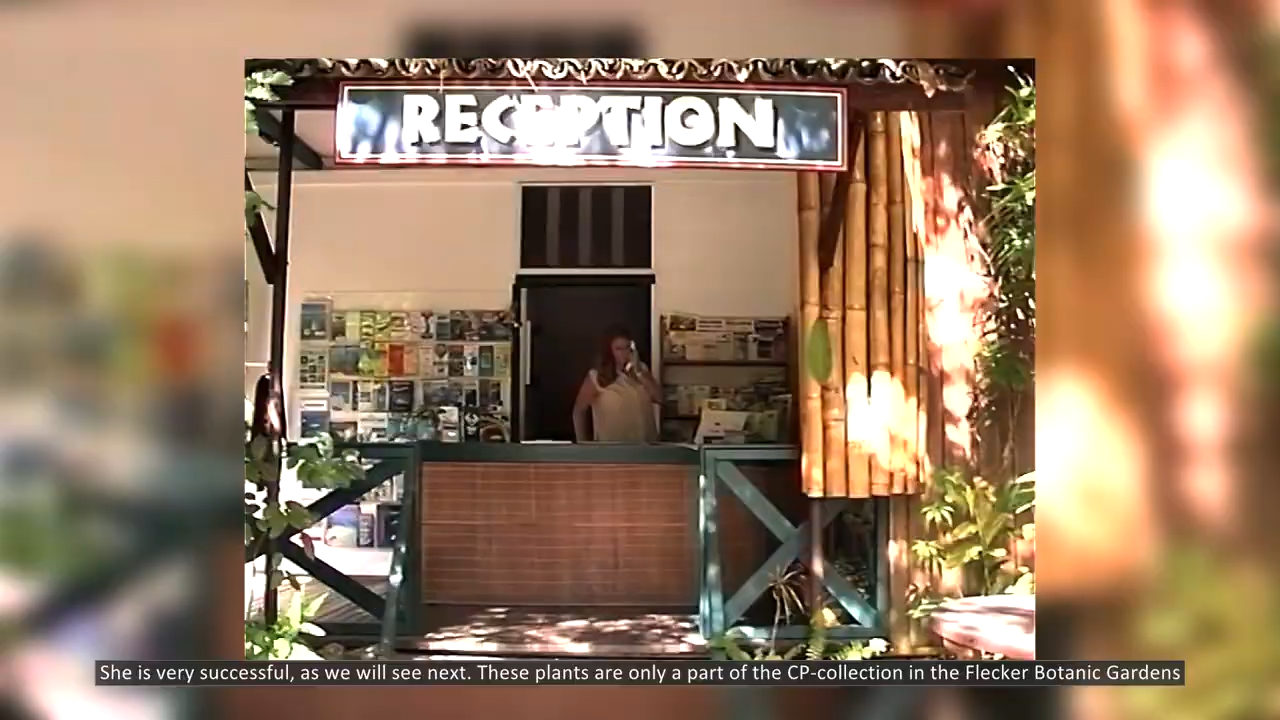 RECEPTION
She is very successful, as we will see next. These plants are only a part of the CP-collection in the Flecker Botanic Gardens